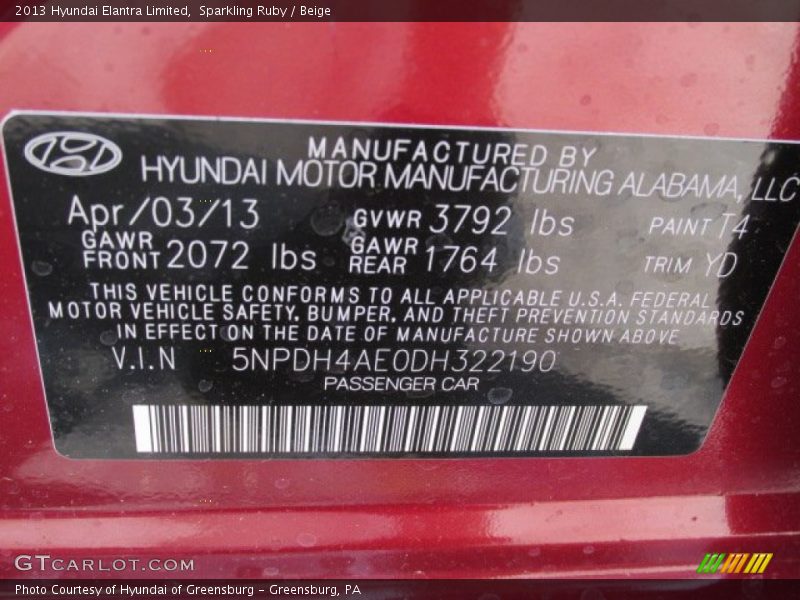 2013 Hyundai Elantra Limited, Sparkling Ruby / Beige
MANUFACTURED BY
HYUNDAI MOTOR MANUFACTURING ALABAMA, LLC
Apr/03/13 GVWR 3792 lbs PAINT T4
GAWR FRONT 2072 lbs GAWR REAR 1764 lbs TRIM YD
THIS VEHICLE CONFORMS TO ALL APPLICABLE U.S.A. FEDERAL
MOTOR VEHICLE SAFETY, BUMPER, AND THEFT PREVENTION STANDARDS
IN EFFECT ON THE DATE OF MANUFACTURE SHOWN ABOVE
V.I.N 5NPDH4AE0DH322190
PASSENGER CAR
GTCARLOT.COM
Photo Courtesy of Hyundai of Greensburg - Greensburg, PA